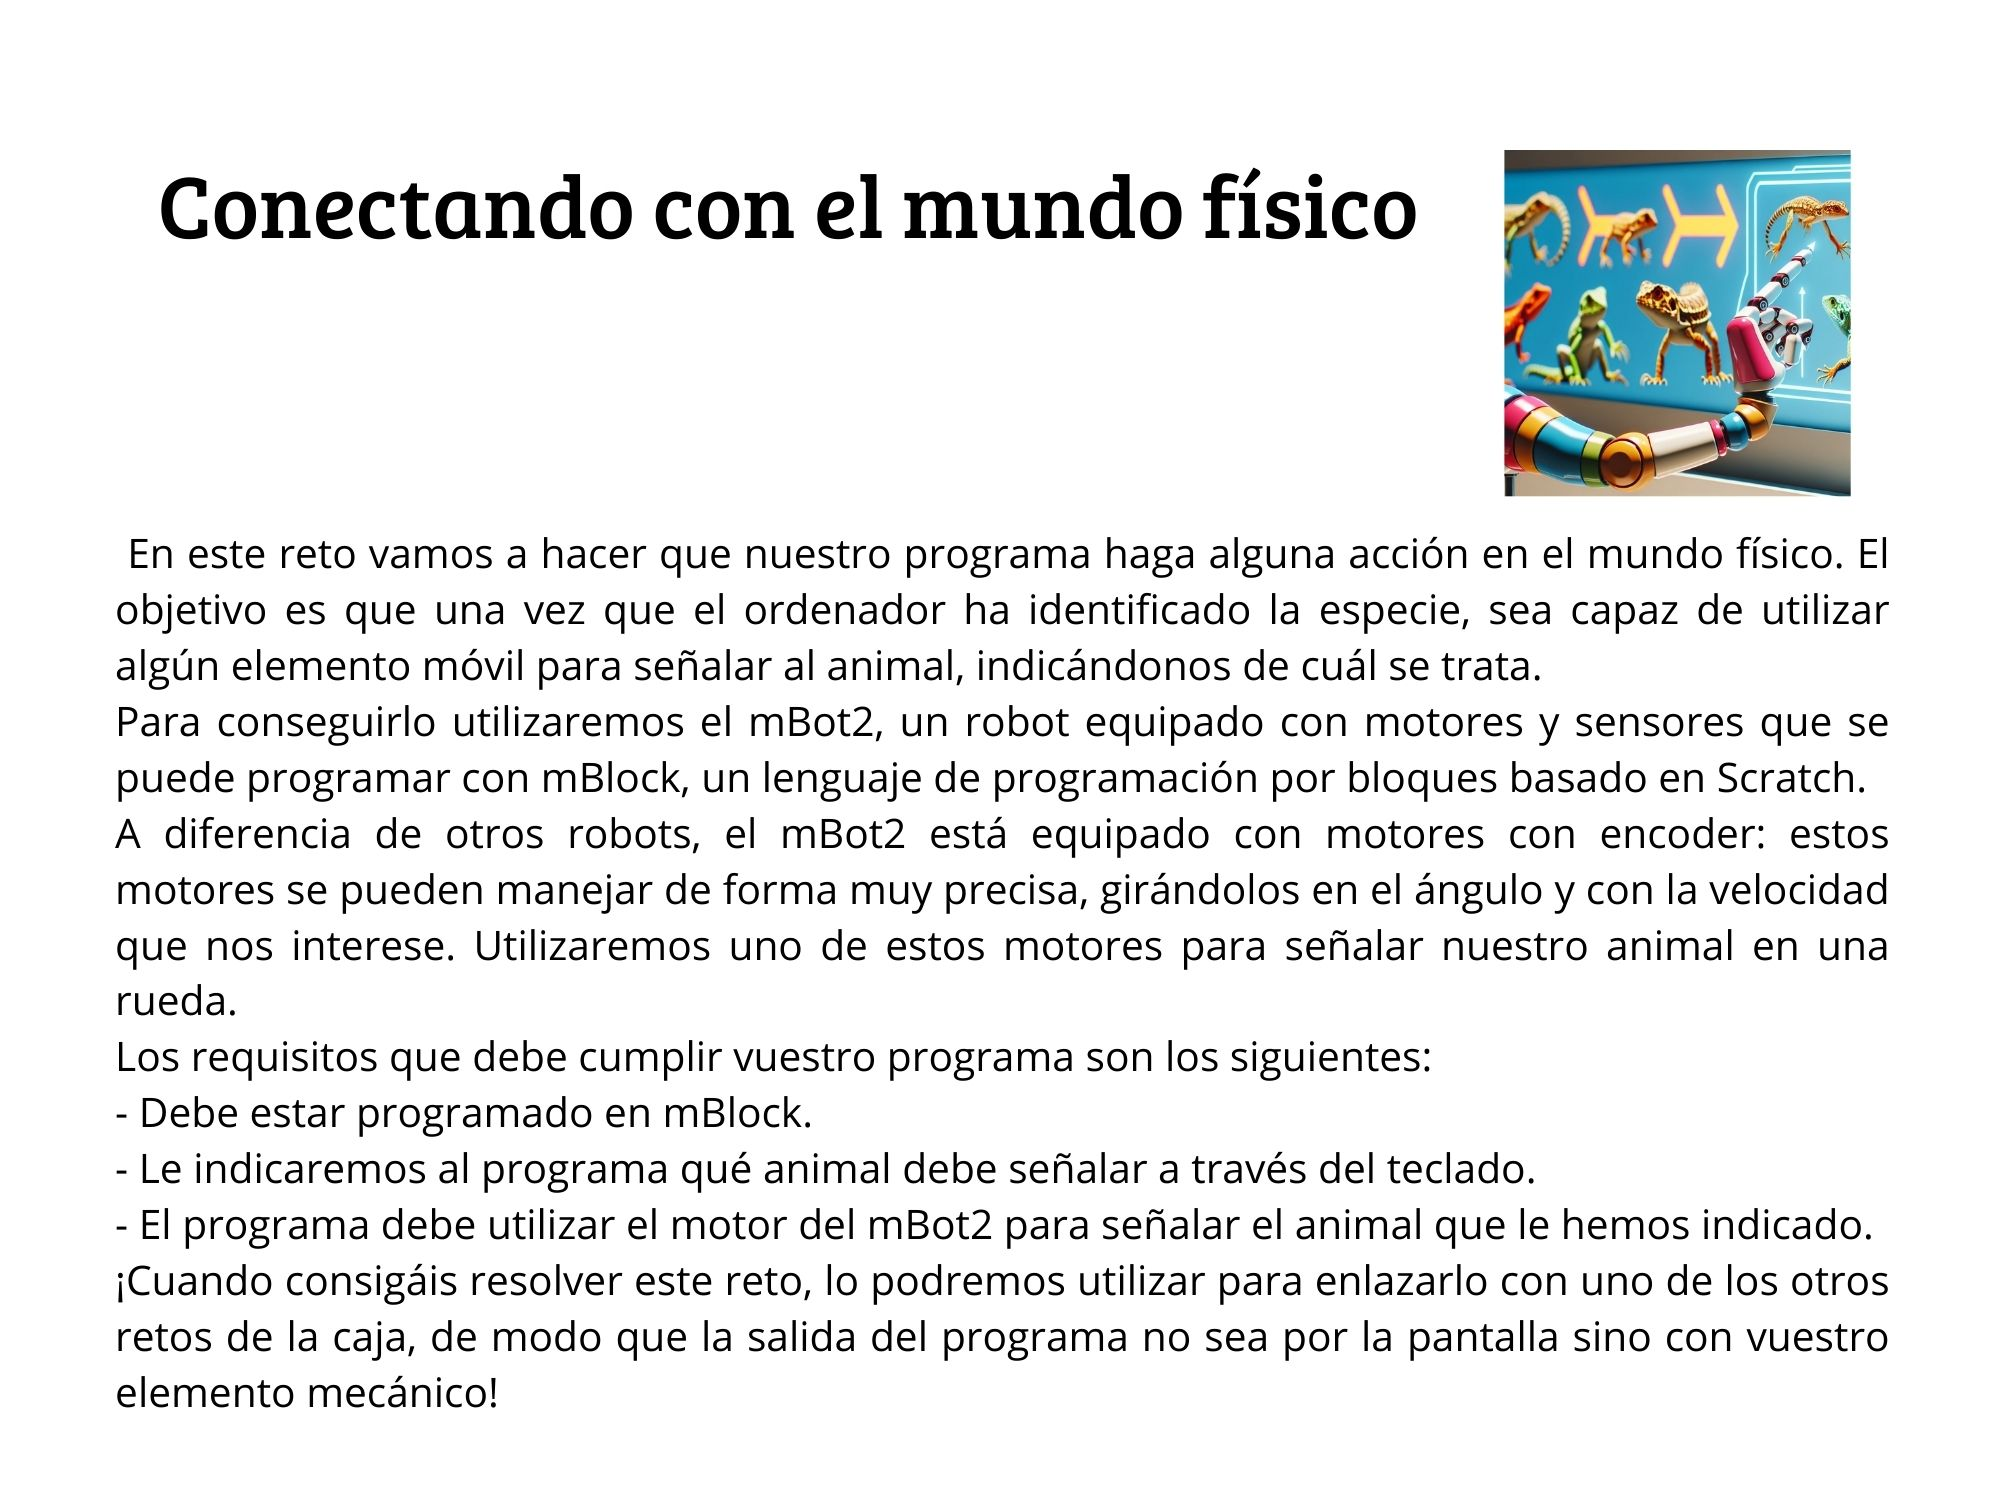 Conectando con el mundo físico
En este reto vamos a hacer que nuestro programa haga alguna acción en el mundo físico. El
objetivo es que una vez que el ordenador ha identificado la especie, sea capaz de utilizar
algún elemento móvil para señalar al animal, indicándonos de cuál se trata.
Para conseguirlo utilizaremos el mBot2, un robot equipado con motores y sensores que se
puede programar con mBlock, un lenguaje de programación por bloques basado en Scratch.
A diferencia de otros robots, el mBot2 está equipado con motores con encoder: estos
motores se pueden manejar de forma muy precisa, girándolos en el ángulo y con la velocidad
que nos interese. Utilizaremos uno de estos motores para señalar nuestro animal en una
rueda.
Los requisitos que debe cumplir vuestro programa son los siguientes:
- Debe estar programado en mBlock.
- Le indicaremos al programa qué animal debe señalar a través del teclado.
- El programa debe utilizar el motor del mBot2 para señalar el animal que le hemos indicado.
¡Cuando consigáis resolver este reto, lo podremos utilizar para enlazarlo con uno de los otros
retos de la caja, de modo que la salida del programa no sea por la pantalla sino con vuestro
elemento mecánico!